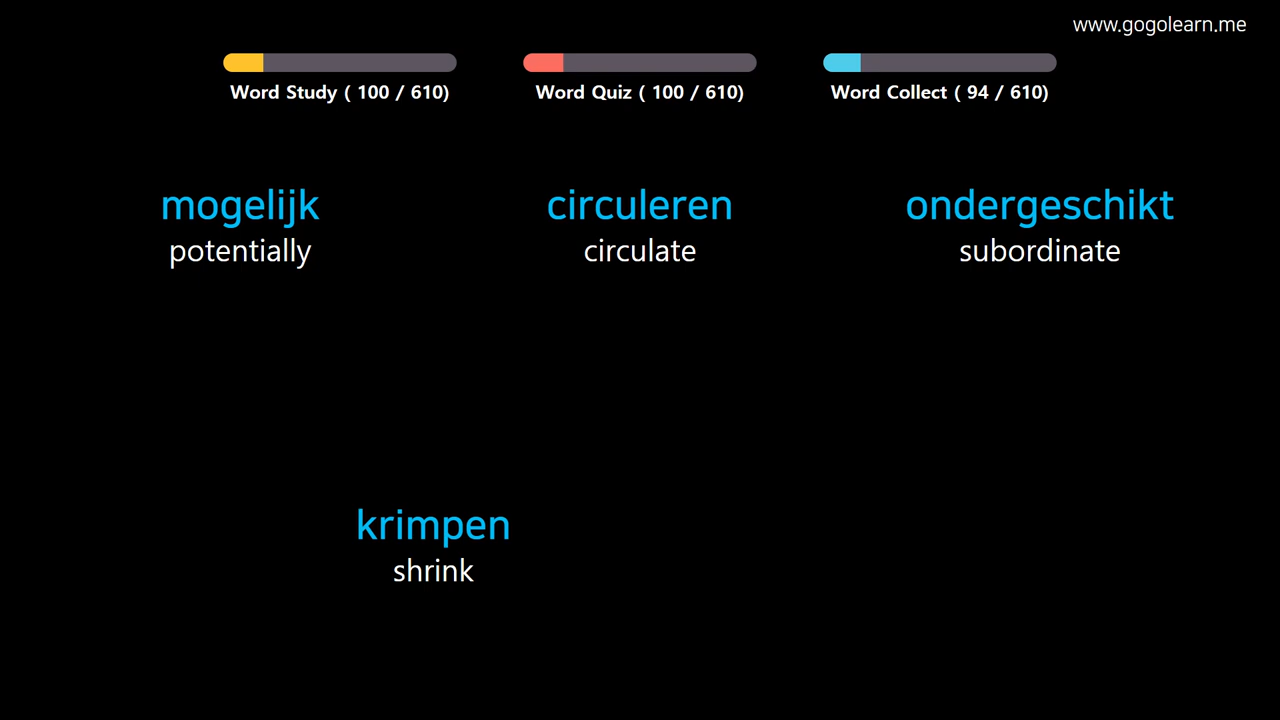 www.gogolearn.me
Word Study ( 100 / 610)
Word Quiz ( 100 / 610)
Word Collect ( 94 / 610)
mogelijk
potentially
circuleren
circulate
ondergeschikt
subordinate
krimpen
shrink